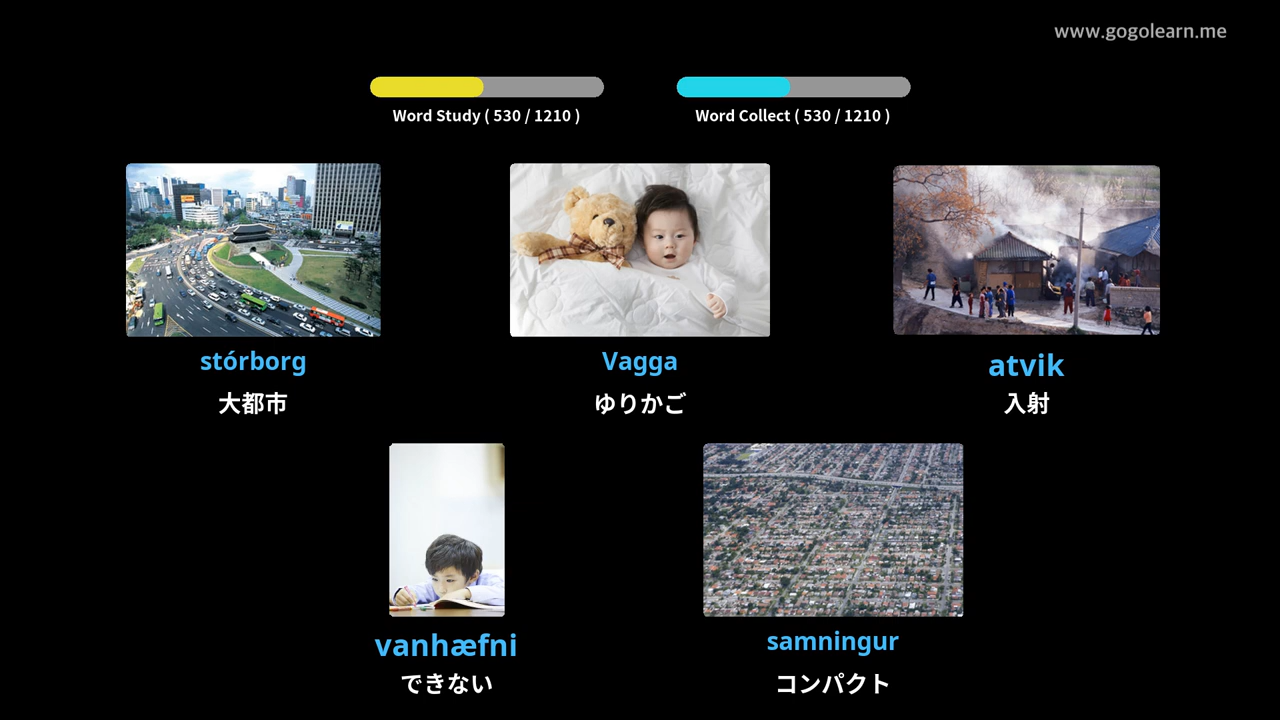 www.gogolearn.me
Word Study ( 530 / 1210 )
Word Collect ( 530 / 1210 )
stórborg
大都市
Vagga
ゆりかご
atvik
入射
vanhæfni
できない
samningur
コンパクト